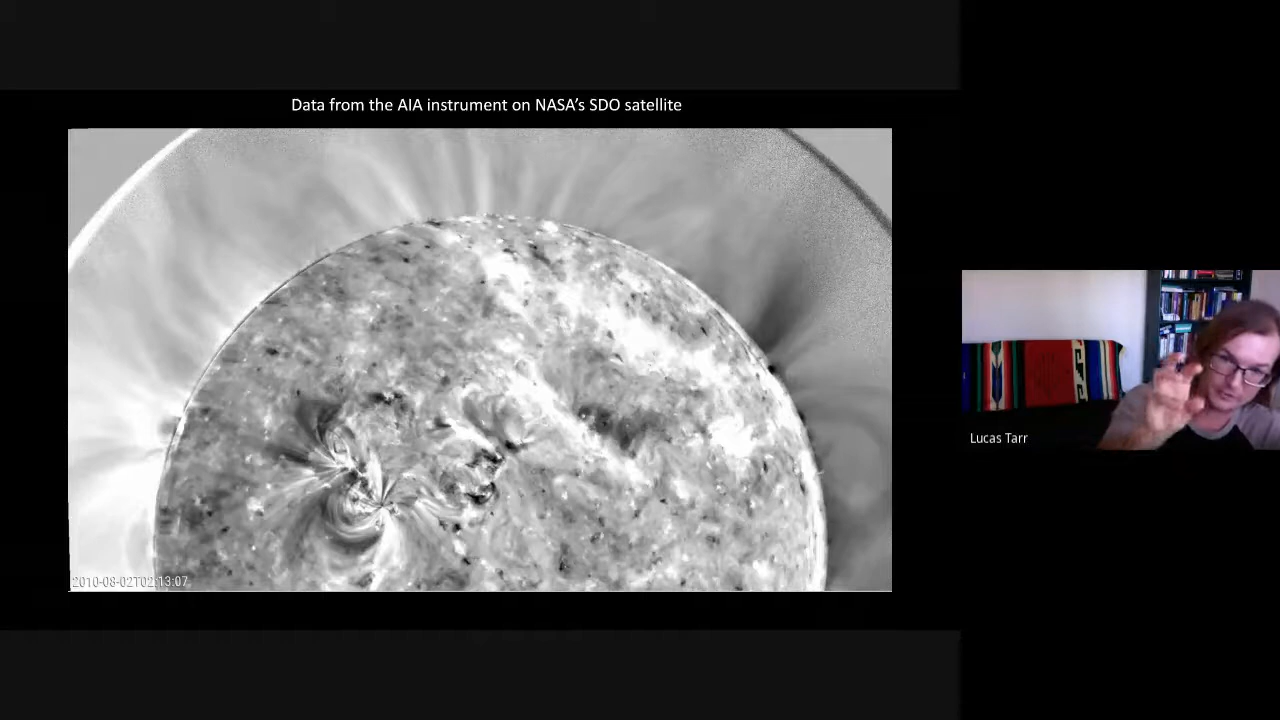 Data from the AIA instrument on NASA's SDO satellite
Lucas Tarr
2010-08-02T02:13:07